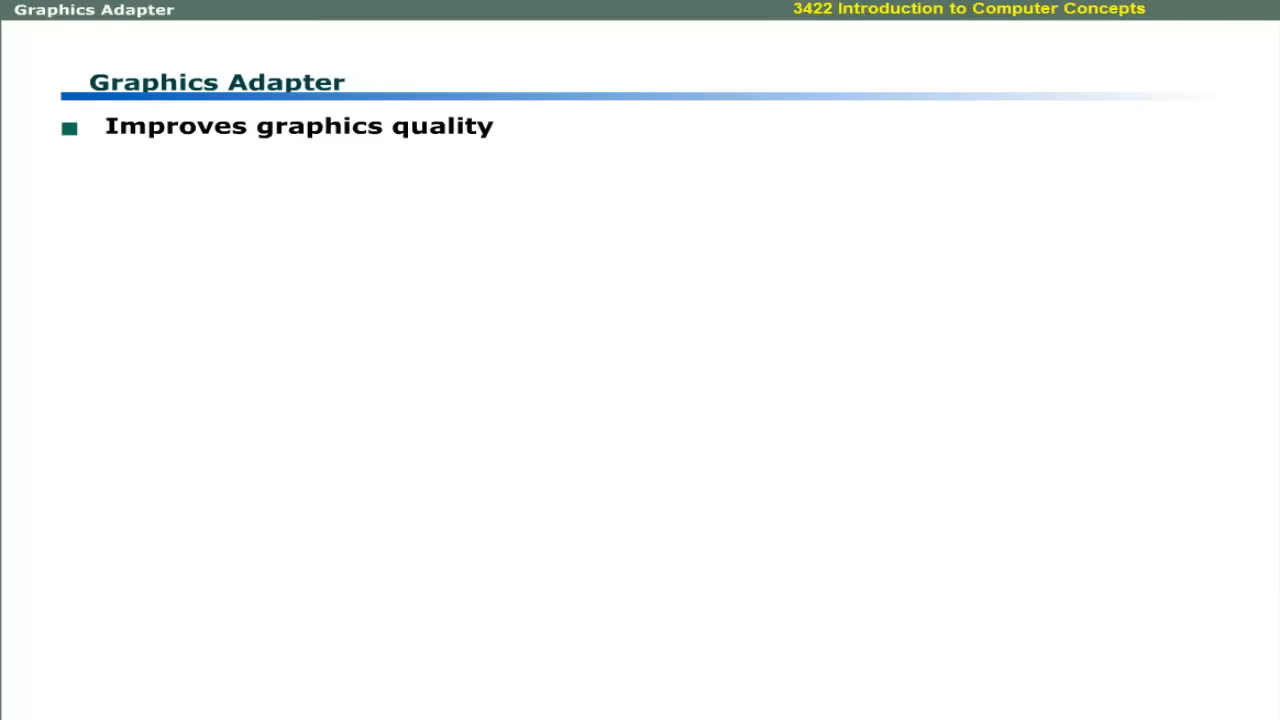 Graphics Adapter
3422 Introduction to Computer Concepts
Graphics Adapter
Improves graphics quality